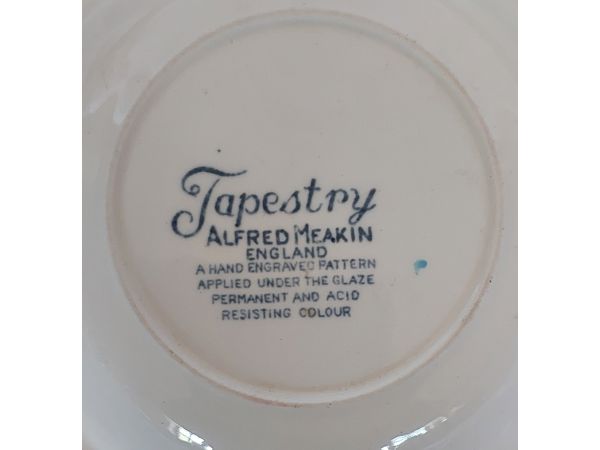 Tapestry
ALFRED MEAKIN
ENGLAND
A HAND ENGRAVED PATTERN
APPLIED UNDER THE GLAZE
PERMANENT AND ACID
RESISTING COLOUR